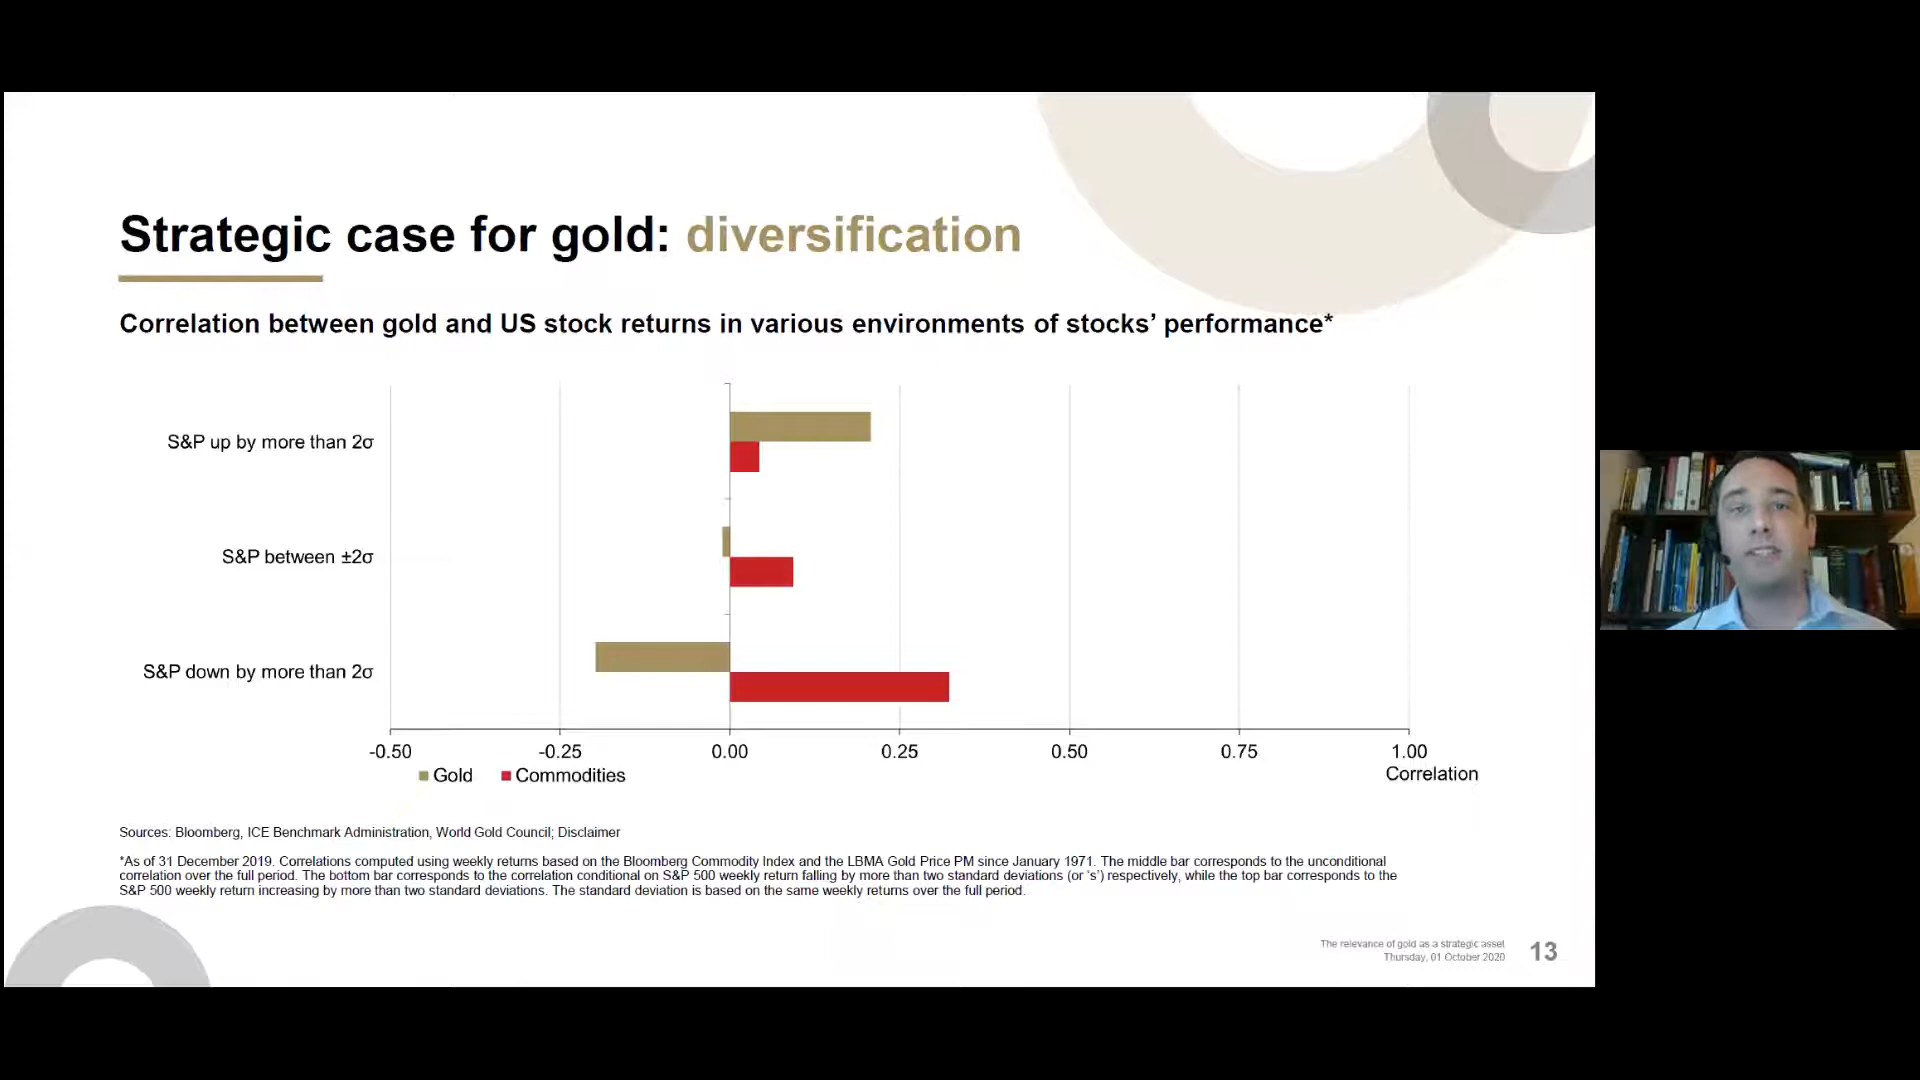 Strategic case for gold: diversification
Correlation between gold and US stock returns in various environments of stocks’ performance*
S&P up by more than 2σ
S&P between ±2σ
S&P down by more than 2σ
-0.50 -0.25 0.00 0.25 0.50 0.75 1.00
Gold Commodities Correlation
Sources: Bloomberg, ICE Benchmark Administration, World Gold Council; Disclaimer
*As of 31 December 2019. Correlations computed using weekly returns based on the Bloomberg Commodity Index and the LBMA Gold Price PM since January 1971. The middle bar corresponds to the unconditional
correlation over the full period. The bottom bar corresponds to the correlation conditional on S&P 500 weekly return falling by more than two standard deviations (or ‘s’) respectively, while the top bar corresponds to the
S&P 500 weekly return increasing by more than two standard deviations. The standard deviation is based on the same weekly returns over the full period.
The relevance of gold as a strategic asset
Thursday, 01 October 2020
13